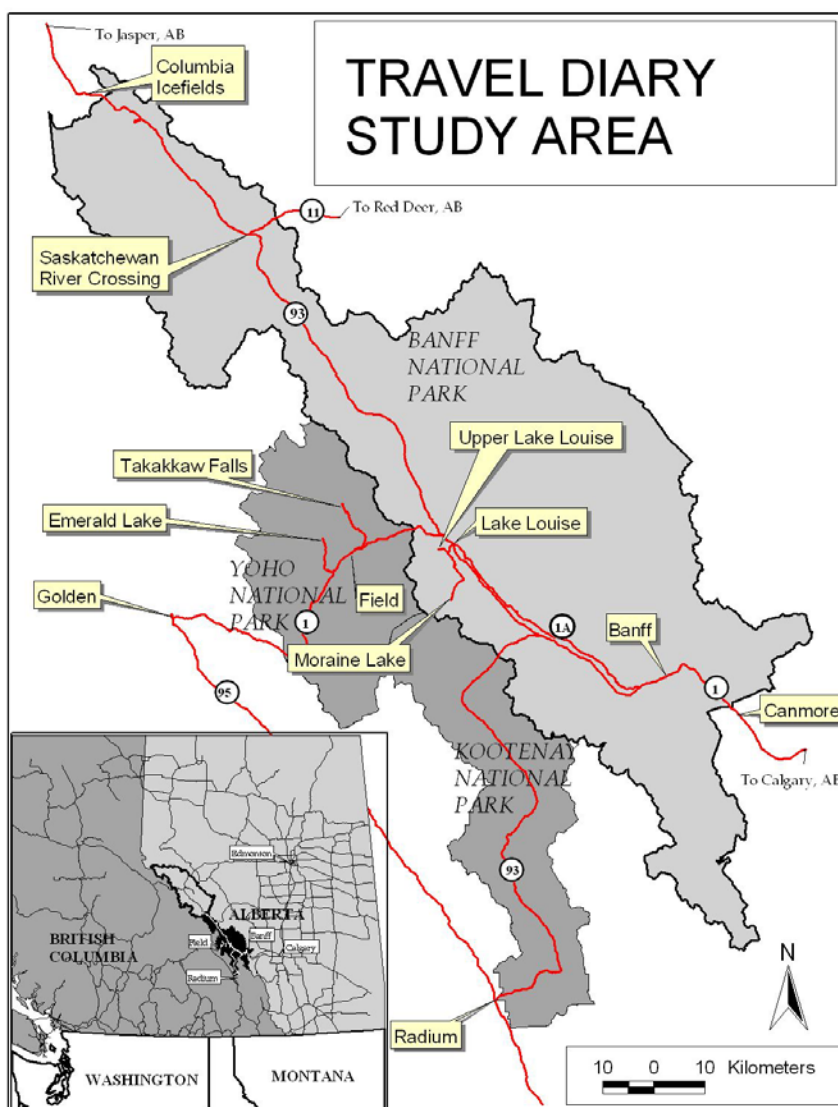 To Jasper, AB
Columbia
Icefields
TRAVEL DIARY
STUDY AREA
11
To Red Deer, AB
Saskatchewan
River Crossing
93
BANFF
NATIONAL
PARK
Upper Lake Louise
Takakkaw Falls
Lake Louise
Emerald Lake
YOHO
NATIONAL
PARK
Field
Golden
1
1A
Banff
Moraine Lake
1
95
Canmore
KOOTENAY
NATIONAL
PARK
To Calgary, AB
93
Edmonton
ALBERTA
BRITISH
COLUMBIA
Field
Banff
Calgary
Radium
N
Radium
10 0 10 Kilometers
WASHINGTON
MONTANA